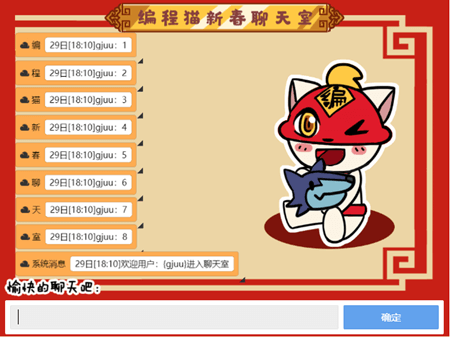 编程猫新春聊天室
编 29日[18:10]gjuu：1
程 29日[18:10]gjuu：2
猫 29日[18:10]gjuu：3
新 29日[18:10]gjuu：4
春 29日[18:10]gjuu：5
聊 29日[18:10]gjuu：6
天 29日[18:10]gjuu：7
室 29日[18:10]gjuu：8
系统消息 29日[18:10]欢迎用户：(gjuu)进入聊天室
愉快的聊天吧：
确定
编